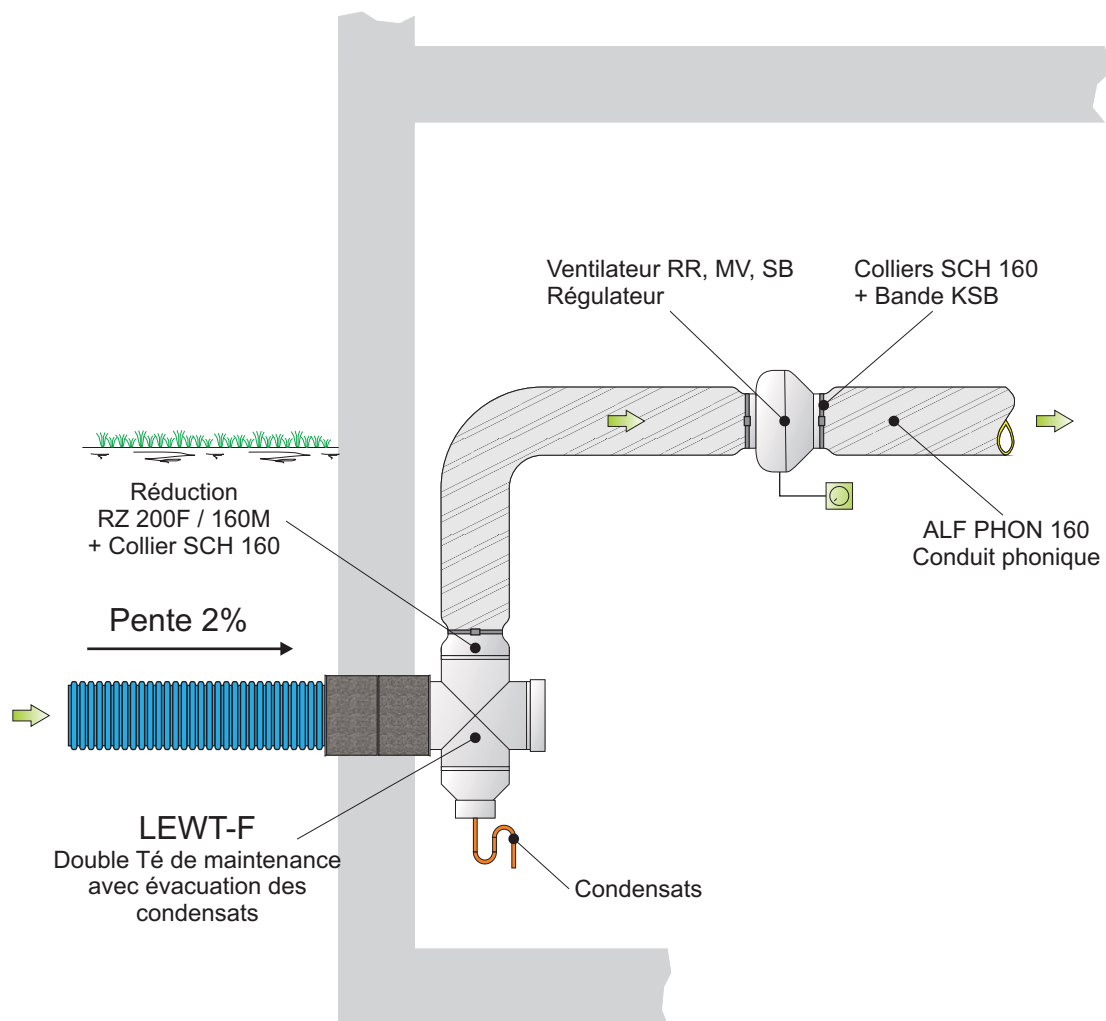 Ventilateur RR, MV, SB
Régulateur
Colliers SCH 160
+ Bande KSB
Réduction
RZ 200F / 160M
+ Collier SCH 160
ALF PHON 160
Conduit phonique
Pente 2%
LEWT-F
Double Té de maintenance
avec évacuation des
condensats
Condensats